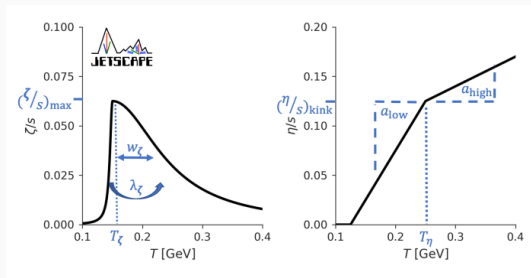 0.100
0.075
0.050
0.025
0.000
ζ/s
(ζ/s)max
JETSCAPE
wζ
λζ
0.1
0.2
0.3
0.4
Tζ
T [GeV]
0.20
0.15
0.10
0.05
0.00
η/s
(η/s)kink
alow
ahigh
0.1
0.2
0.3
0.4
Tη
T [GeV]